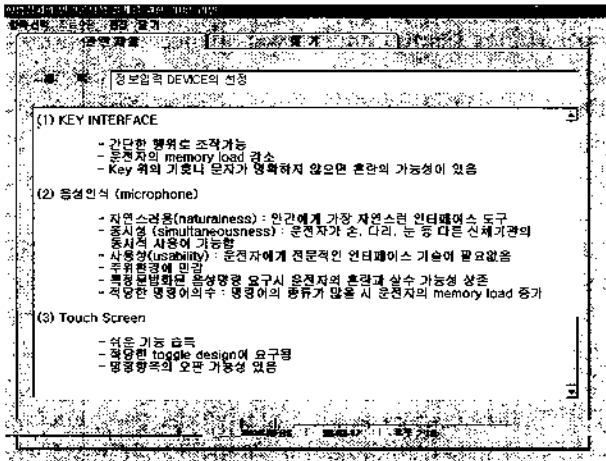 정보입력 DEVICE의 선정
(1) KEY INTERFACE
- 간단한 행위로 조작가능
- 운전자의 memory load 감소
- Key 위의 기호나 문자가 명확하지 않으면 혼란의 가능성이 있음
(2) 음성인식 (microphone)
- 자연스러움(naturalness) : 인간에게 가장 자연스런 인터페이스 도구
- 동시성 (simultaneousness) : 운전자가 손, 다리, 눈 등 다른 신체기관의
동시적 사용이 가능함
- 사용성(usability) : 운전자에게 전문적인 인터페이스 기술이 필요없음
- 주위환경에 민감
- 특정문법화된 음성명령 요구시 운전자의 혼란과 실수 가능성 상존
- 적당한 명령어의수 : 명령어의 종류가 많을 시 운전자의 memory load 증가
(3) Touch Screen
- 쉬운 기능 습득
- 적당한 toggle design이 요구됨
- 명령항목의 오판 가능성 있음